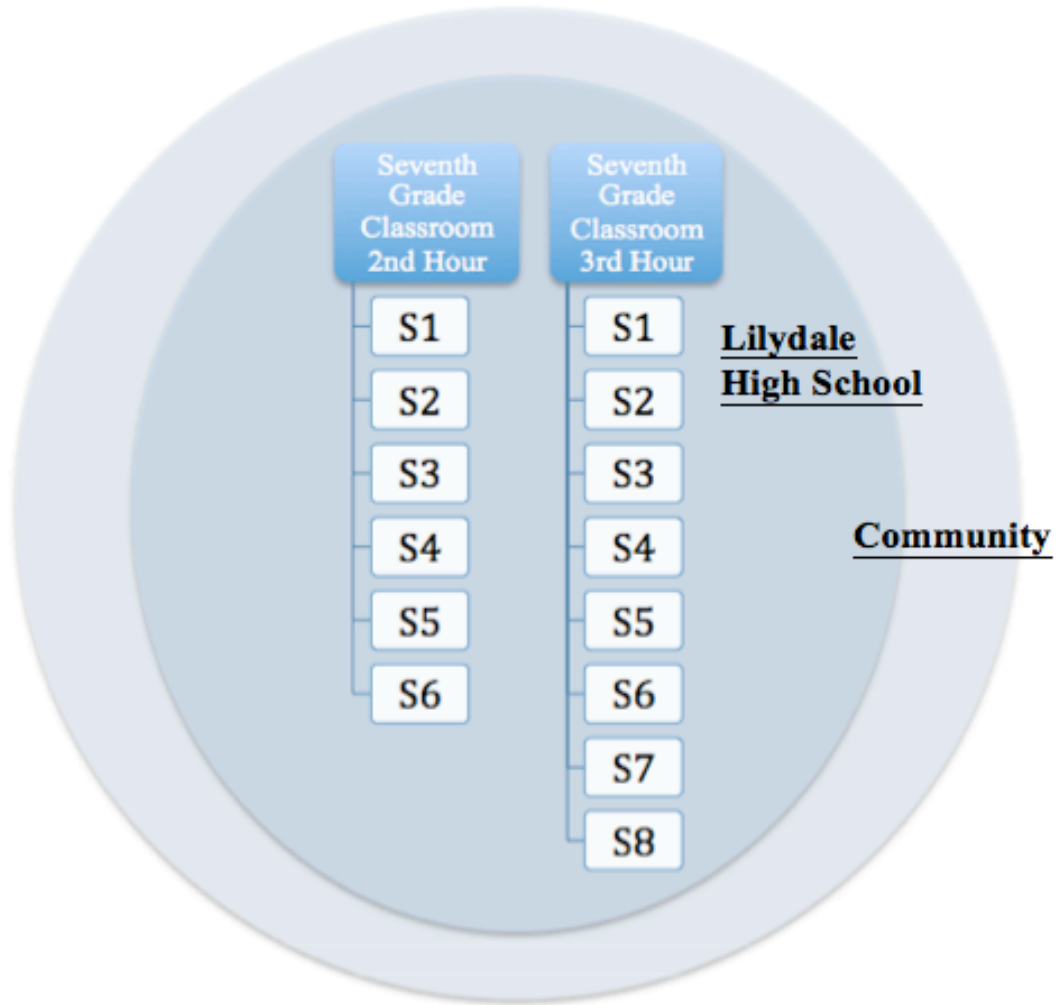 Seventh
Grade
Classroom
2nd Hour
S1
S2
S3
S4
S5
S6
Seventh
Grade
Classroom
3rd Hour
S1
S2
S3
S4
S5
S6
S7
S8
Lilydale
High School
Community